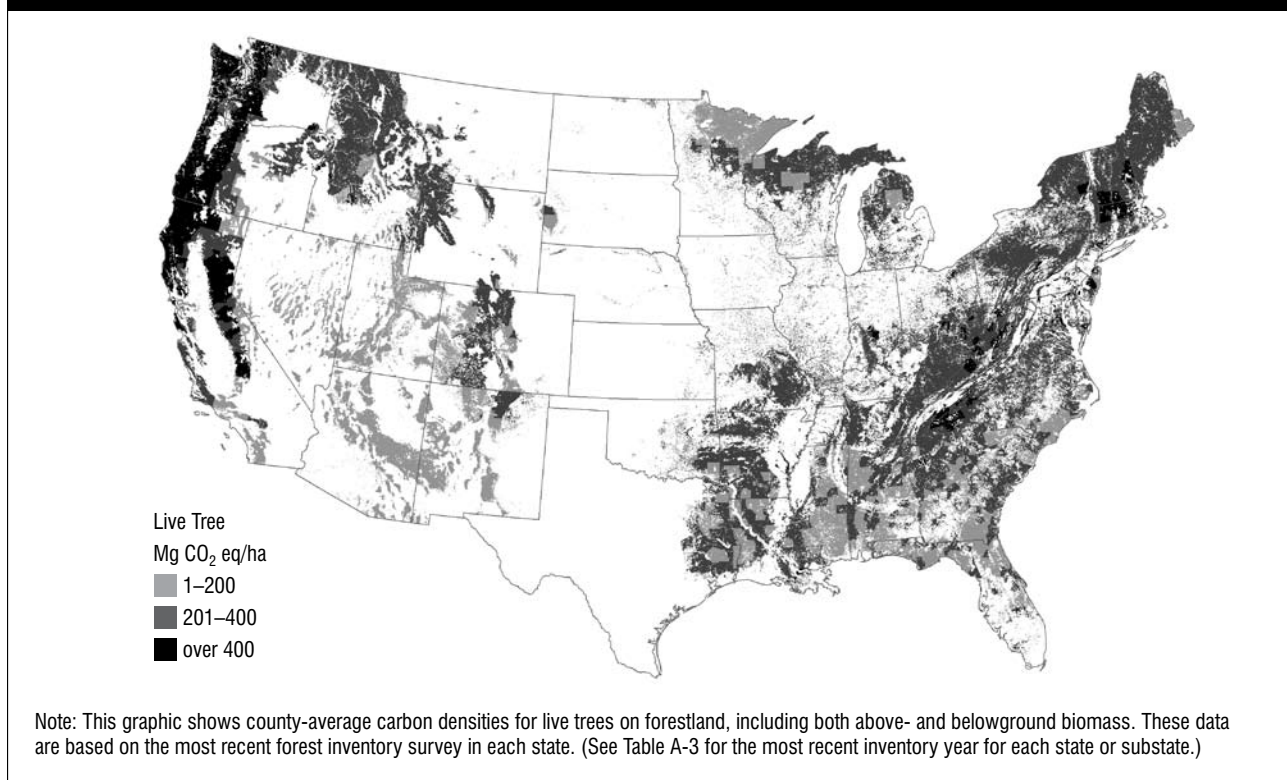 Live Tree
Mg CO₂ eq/ha
1–200
201–400
over 400
Note: This graphic shows county-average carbon densities for live trees on forestland, including both above- and belowground biomass. These data
are based on the most recent forest inventory survey in each state. (See Table A-3 for the most recent inventory year for each state or substate.)